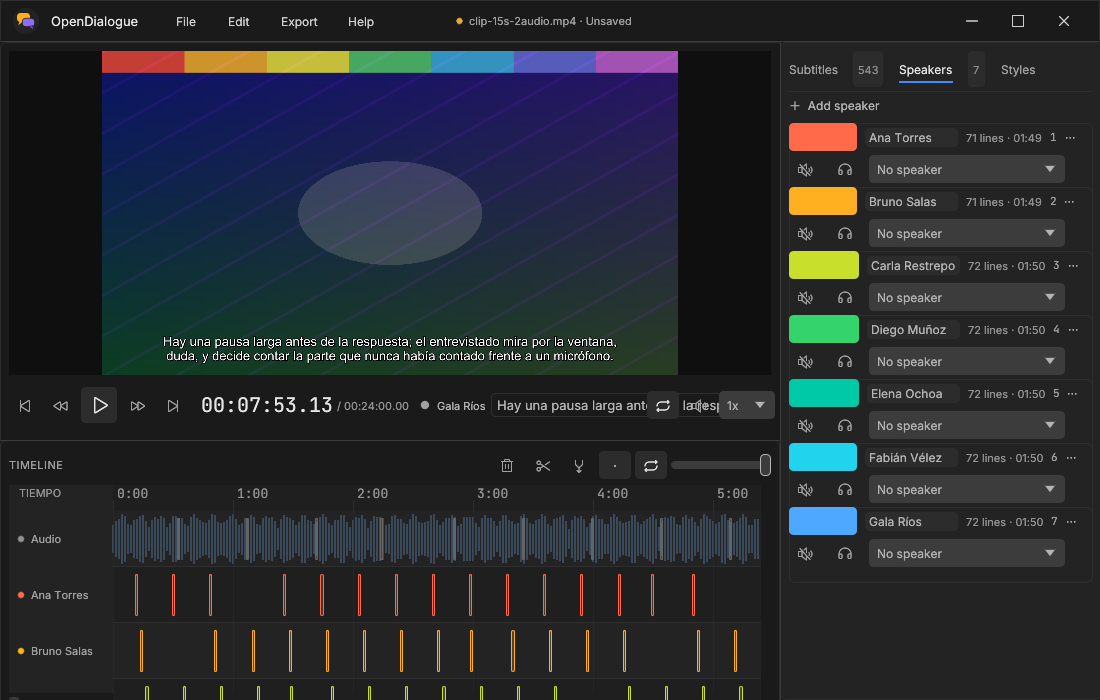 OpenDialogue
File
Edit
Export
Help
clip-15s-2audio.mp4 · Unsaved
Hay una pausa larga antes de la respuesta; el entrevistado mira por la ventana,
duda, y decide contar la parte que nunca había contado frente a un micrófono.
00:07:53.13 / 00:24:00.00
Gala Ríos
Hay una pausa larga
1x
Subtitles 543
Speakers 7
Styles
+ Add speaker
Ana Torres 71 lines · 01:49 1 ···
No speaker
Bruno Salas 71 lines · 01:49 2 ···
No speaker
Carla Restrepo 72 lines · 01:50 3 ···
No speaker
Diego Muñoz 72 lines · 01:50 4 ···
No speaker
Elena Ochoa 72 lines · 01:50 5 ···
No speaker
Fabián Vélez 72 lines · 01:50 6 ···
No speaker
Gala Ríos 72 lines · 01:50 7 ···
No speaker
TIMELINE
TIEMPO 0:00 1:00 2:00 3:00 4:00 5:00
Audio
Ana Torres
Bruno Salas